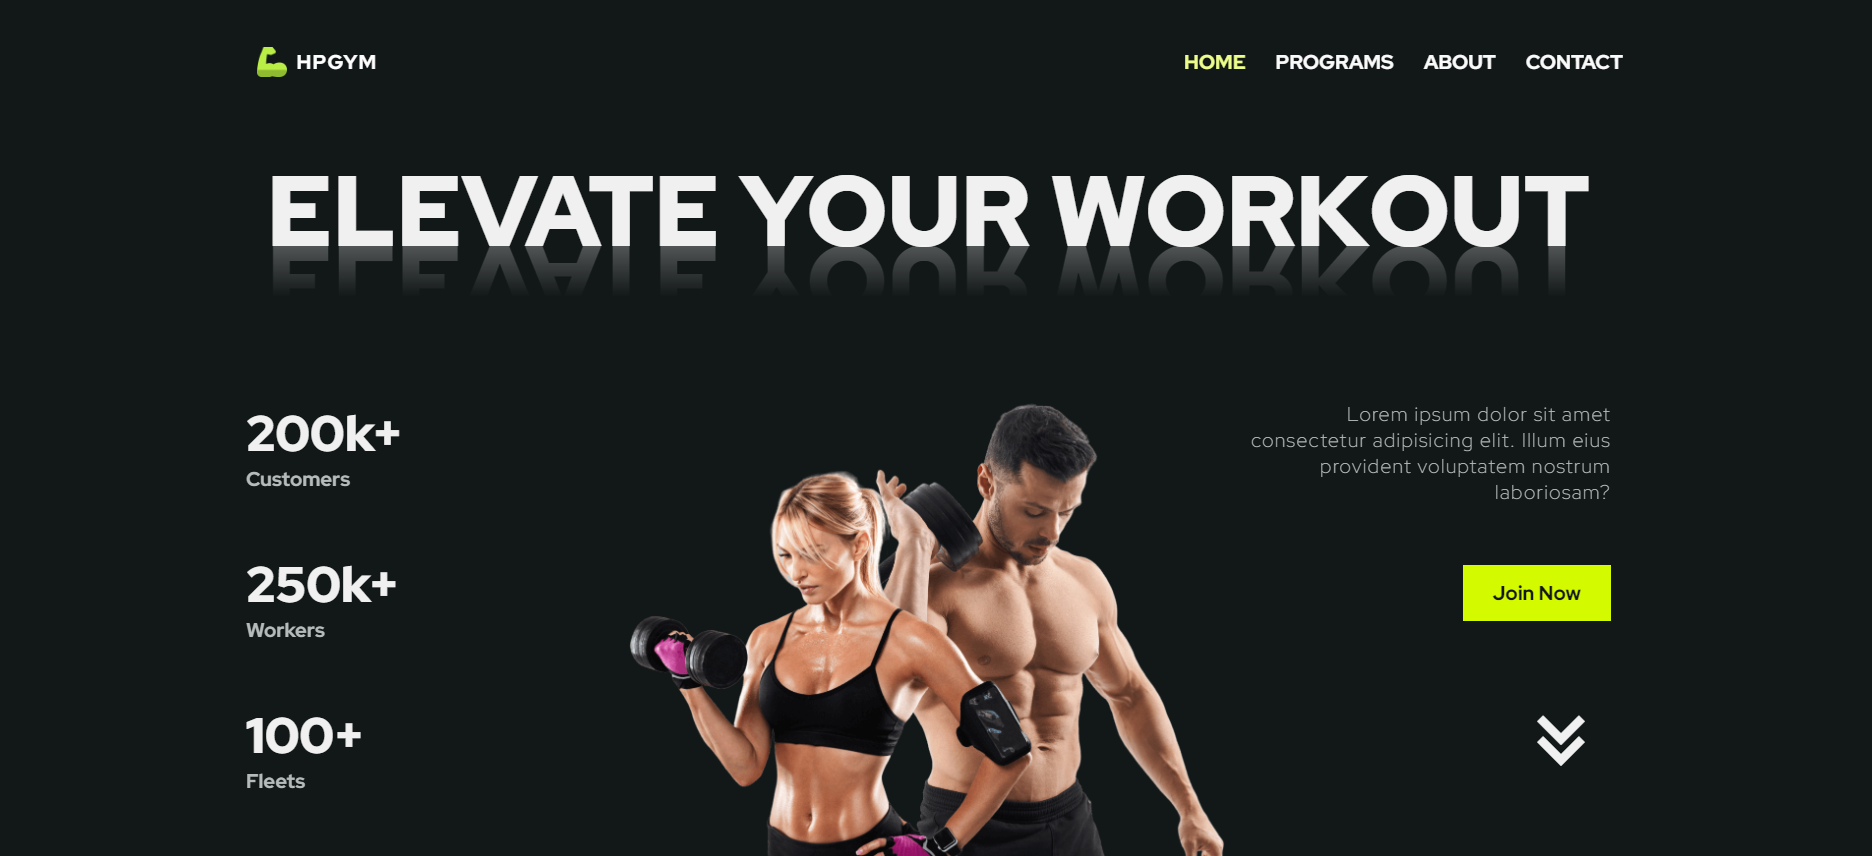 HPGYM
HOME PROGRAMS ABOUT CONTACT
ELEVATE YOUR WORKOUT
200k+
Customers
250k+
Workers
100+
Fleets
Lorem ipsum dolor sit amet
consectetur adipisicing elit. Illum eius
provident voluptatem nostrum
laboriosam?
Join Now